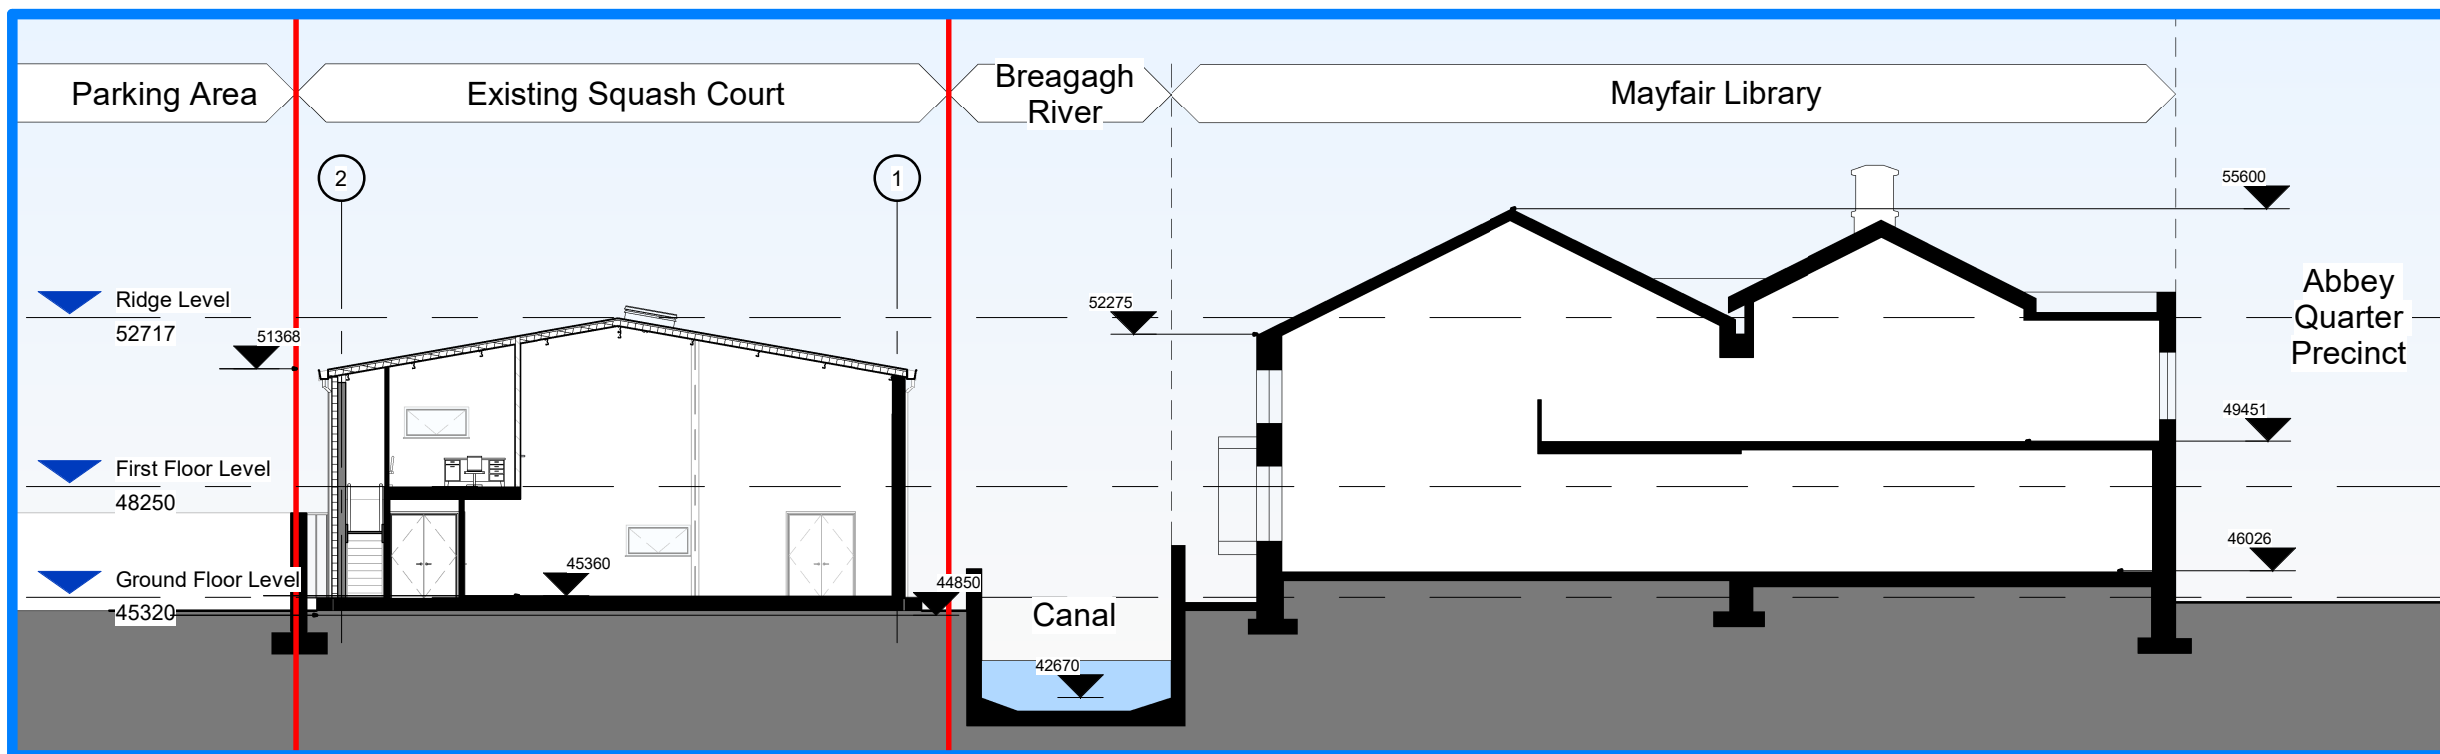 Parking Area
Existing Squash Court
Breagagh
River
Mayfair Library
2
1
55600
Ridge Level
52717
51368
52275
Abbey
Quarter
Precinct
49451
First Floor Level
48250
46026
45360
Ground Floor Level
45320
44850
Canal
42670